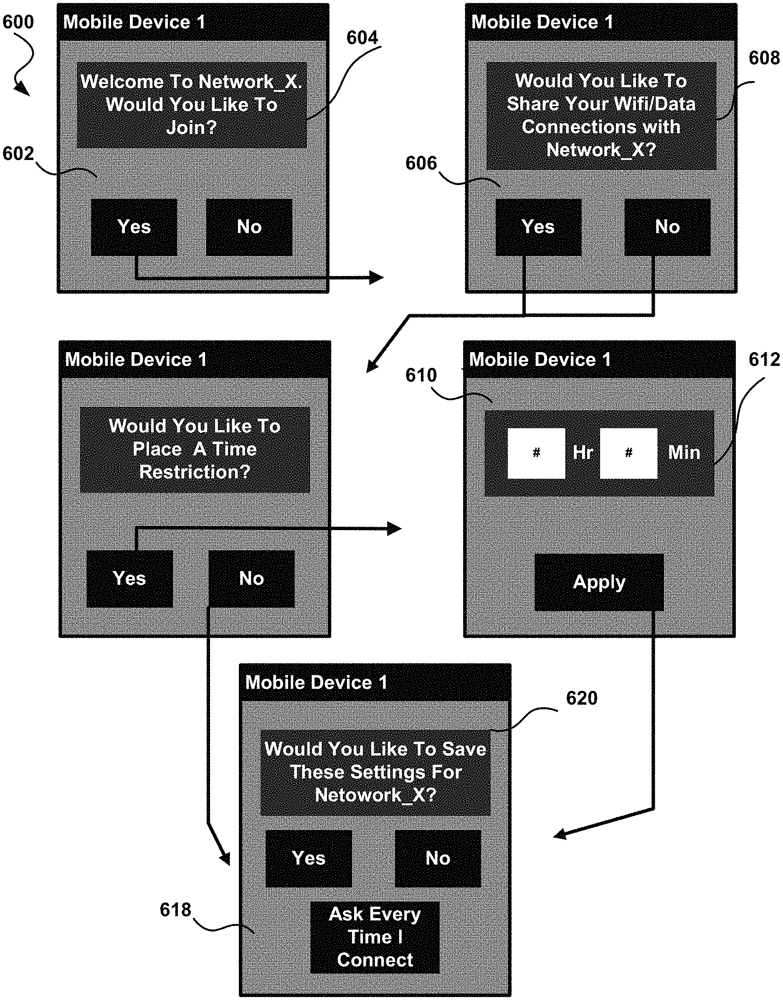 600
Mobile Device 1
604
Welcome To Network_X.
Would You Like To
Join?
602
Yes No
Mobile Device 1
608
Would You Like To
Share Your Wifi/Data
Connections with
Network_X?
606
Yes No
Mobile Device 1
Would You Like To
Place A Time
Restriction?
Yes No
Mobile Device 1
612
610
# Hr # Min
Apply
Mobile Device 1
620
Would You Like To Save
These Settings For
Netowork_X?
Yes No
618
Ask Every
Time I
Connect